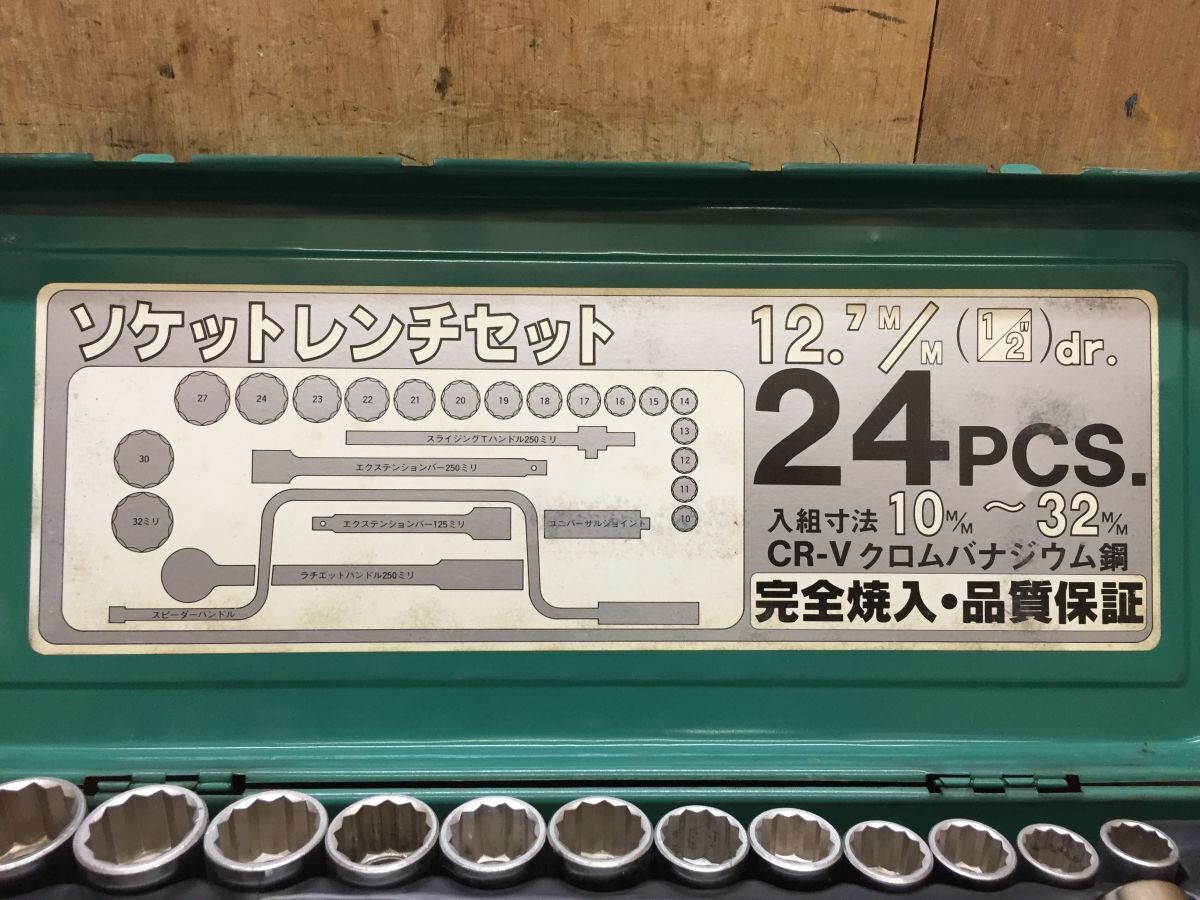 ソケットレンチセット
12.7 M/M (1/2")dr.
24PCS.
入組寸法 10M/M～32M/M
CR-Vクロムバナジウム鋼
完全焼入・品質保証
27 24 23 22 21 20 19 18 17 16 15 14
13
12
11
10
30
32ミリ
スライジングTハンドル250ミリ
エクステンションバー250ミリ
エクステンションバー125ミリ
ユニバーサルジョイント
ラチエットハンドル250ミリ
スピーダーハンドル